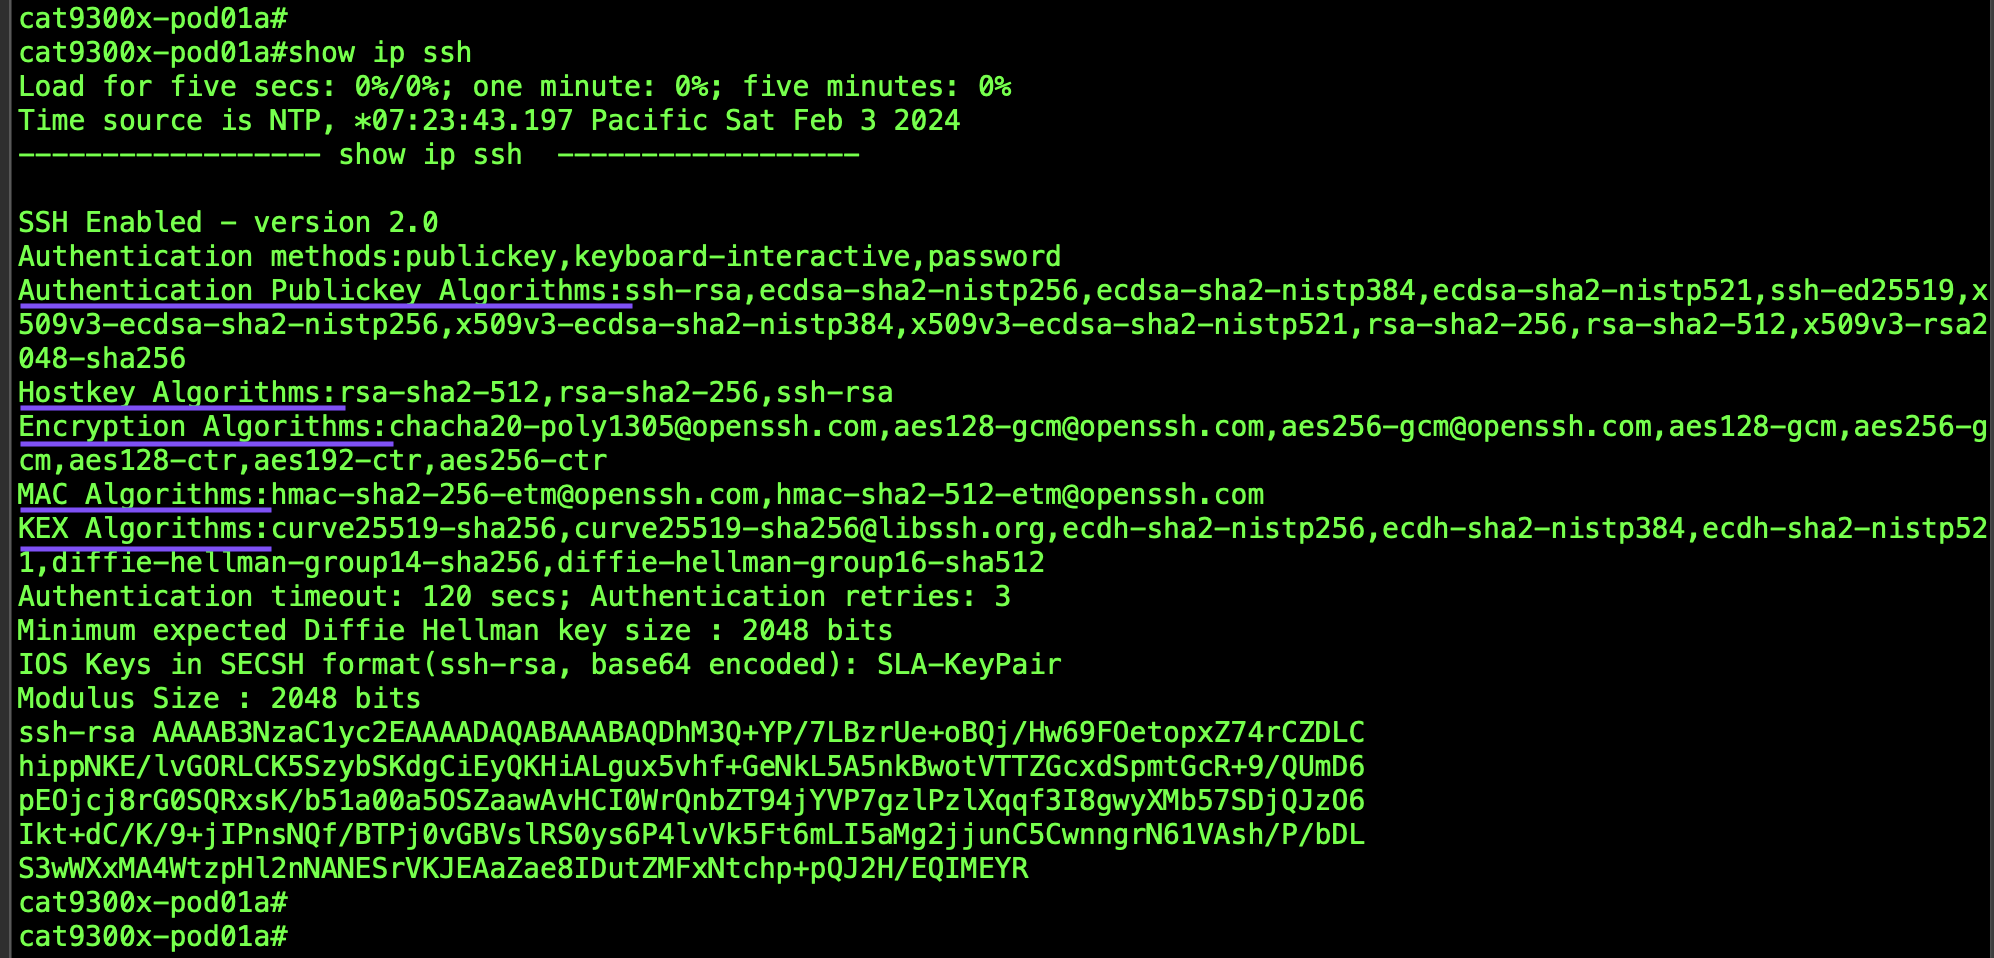 cat9300x-pod01a#
cat9300x-pod01a#show ip ssh
Load for five secs: 0%/0%; one minute: 0%; five minutes: 0%
Time source is NTP, *07:23:43.197 Pacific Sat Feb 3 2024
------------------ show ip ssh  ------------------
SSH Enabled - version 2.0
Authentication methods:publickey,keyboard-interactive,password
Authentication Publickey Algorithms:ssh-rsa,ecdsa-sha2-nistp256,ecdsa-sha2-nistp384,ecdsa-sha2-nistp521,ssh-ed25519,x
509v3-ecdsa-sha2-nistp256,x509v3-ecdsa-sha2-nistp384,x509v3-ecdsa-sha2-nistp521,rsa-sha2-256,rsa-sha2-512,x509v3-rsa2
048-sha256
Hostkey Algorithms:rsa-sha2-512,rsa-sha2-256,ssh-rsa
Encryption Algorithms:chacha20-poly1305@openssh.com,aes128-gcm@openssh.com,aes256-gcm@openssh.com,aes128-gcm,aes256-g
cm,aes128-ctr,aes192-ctr,aes256-ctr
MAC Algorithms:hmac-sha2-256-etm@openssh.com,hmac-sha2-512-etm@openssh.com
KEX Algorithms:curve25519-sha256,curve25519-sha256@libssh.org,ecdh-sha2-nistp256,ecdh-sha2-nistp384,ecdh-sha2-nistp52
1,diffie-hellman-group14-sha256,diffie-hellman-group16-sha512
Authentication timeout: 120 secs; Authentication retries: 3
Minimum expected Diffie Hellman key size : 2048 bits
IOS Keys in SECSH format(ssh-rsa, base64 encoded): SLA-KeyPair
Modulus Size : 2048 bits
ssh-rsa AAAAB3NzaC1yc2EAAAADAQABAAABAQDhM3Q+YP/7LBzrUe+oBQj/Hw69FOetopxZ74rCZDLC
hippNKE/lvGORLCK5SzybSKdgCiEyQKHiALgux5vhf+GeNkL5A5nkBwotVTTZGcxdSpmtGcR+9/QUmD6
pEOjcj8rG0SQRxsK/b51a00a5OSZaawAvHCI0WrQnbZT94jYVP7gzlPzlXqqf3I8gwyXMb57SDjQJzO6
Ikt+dC/K/9+jIPnsNQf/BTPj0vGBVslRS0ys6P4lvVk5Ft6mLI5aMg2jjunC5CwnngrN61VAsh/P/bDL
S3wWXxMA4WtzpHl2nNANESrVKJEAaZae8IDutZMFxNtchp+pQJ2H/EQIMEYR
cat9300x-pod01a#
cat9300x-pod01a#